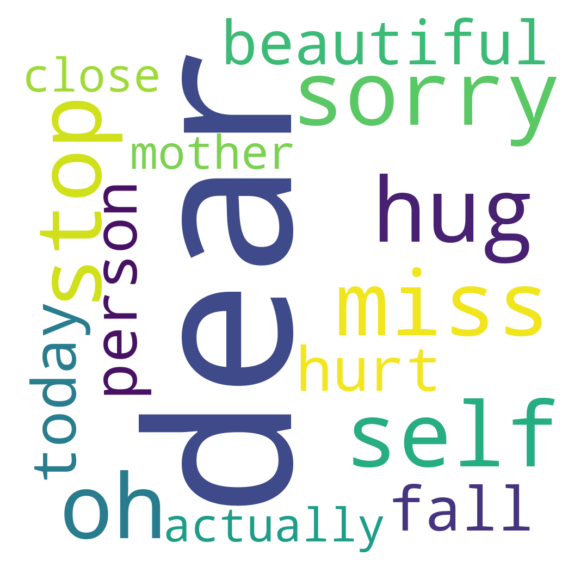 beautiful
close
sorry
stop
dear
mother
hug
person
miss
today
hurt
self
oh
fall
actually